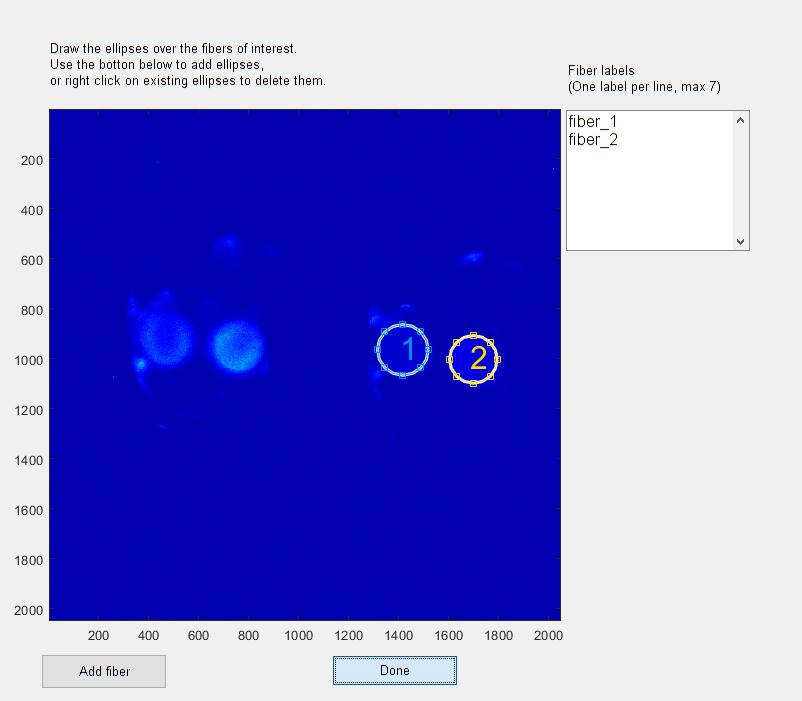 Draw the ellipses over the fibers of interest.
Use the botton below to add ellipses,
or right click on existing ellipses to delete them.
Fiber labels
(One label per line, max 7)
fiber_1
fiber_2
200
400
600
800
1000
1200
1400
1600
1800
2000
1
2
200 400 600 800 1000 1200 1400 1600 1800 2000
Add fiber
Done